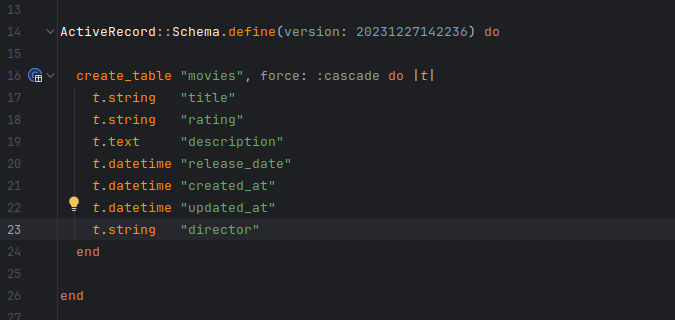 13
14 ActiveRecord::Schema.define(version: 20231227142236) do
15
16 create_table "movies", force: :cascade do |t|
17 t.string "title"
18 t.string "rating"
19 t.text "description"
20 t.datetime "release_date"
21 t.datetime "created_at"
22 t.datetime "updated_at"
23 t.string "director"
24 end
25
26 end
27